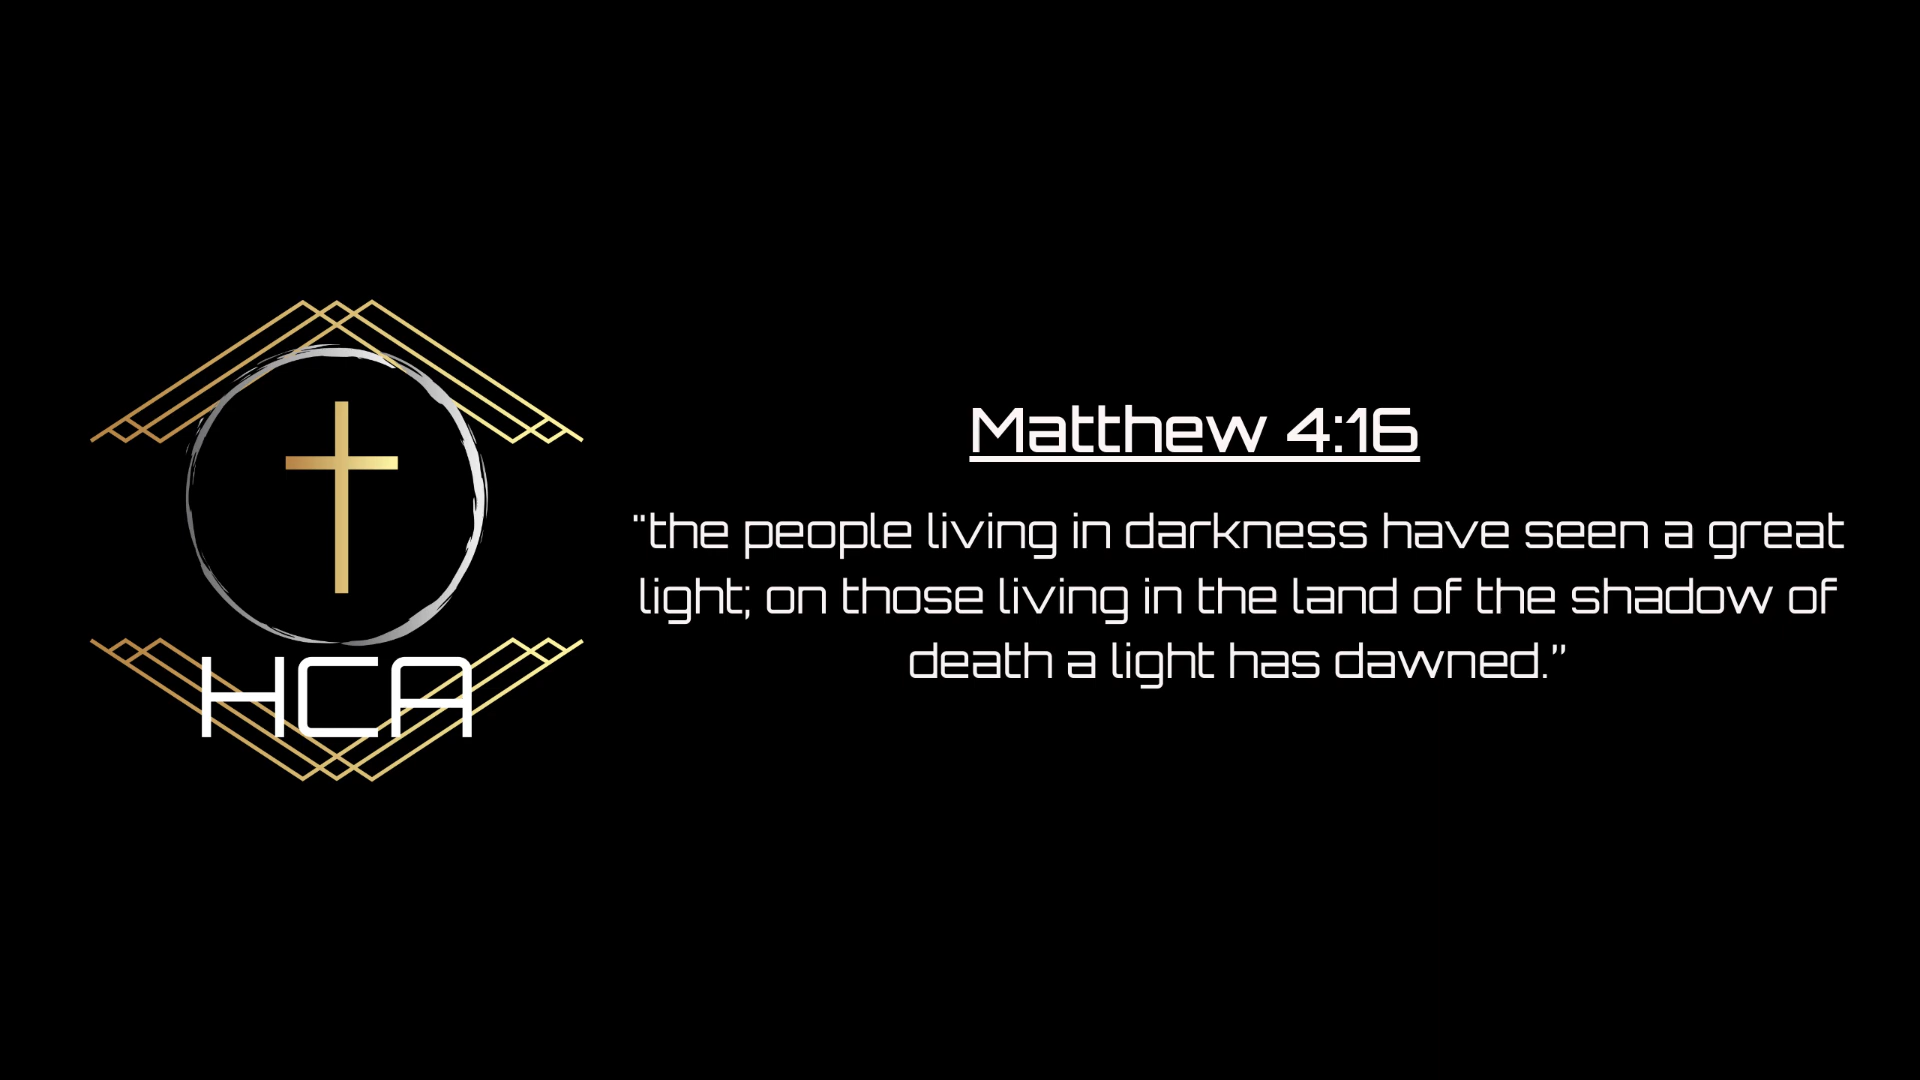 HCA
Matthew 4:16
"the people living in darkness have seen a great
light; on those living in the land of the shadow of
death a light has dawned.”